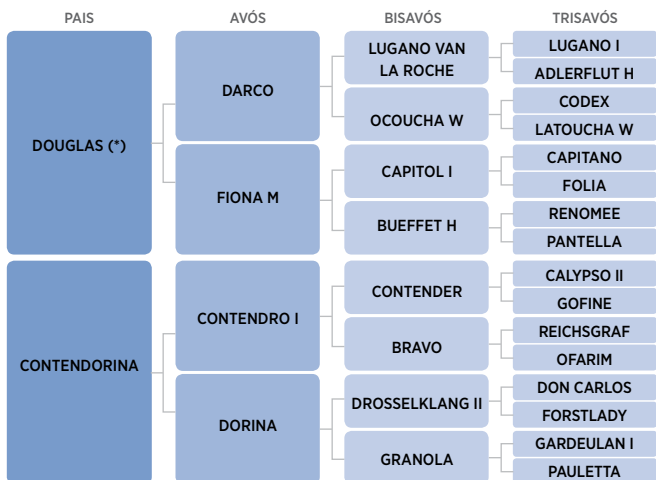 PAIS
AVÓS
BISAVÓS
TRISAVÓS
DOUGLAS (*)
DARCO
LUGANO VAN
LA ROCHE
LUGANO I
ADLERFLUT H
OCOUCHA W
CODEX
LATOUCHA W
FIONA M
CAPITOL I
CAPITANO
FOLIA
BUEFFET H
RENOMEE
PANTELLA
CONTENDORINA
CONTENDRO I
CONTENDER
CALYPSO II
GOFINE
BRAVO
REICHSGRAF
OFARIM
DORINA
DROSSELKLANG II
DON CARLOS
FORSTLADY
GRANOLA
GARDEULAN I
PAULETTA